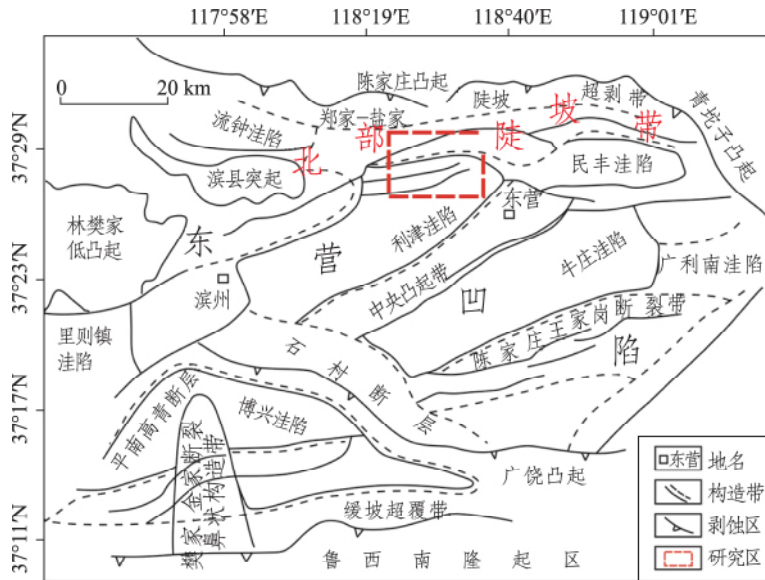 117°58′E 118°19′E 118°40′E 119°01′E
37°29′N
37°23′N
37°17′N
37°11′N
0 20 km
陈家庄凸起
陡坡
超剥带
青坨子凸起
流钟洼陷
郑家—盐家
北部陡坡带
滨县突起
民丰洼陷
林樊家
低凸起
东营凹陷
利津洼陷
东营
滨州
中央凸起带
牛庄洼陷
广利南洼陷
里则镇
洼陷
陈家庄王家岗断裂带
石村断层
平南高青断层
博兴洼陷
樊家金家断裂
鼻状构造带
广饶凸起
缓坡超覆带
鲁西南隆起区
东营 地名
构造带
剥蚀区
研究区